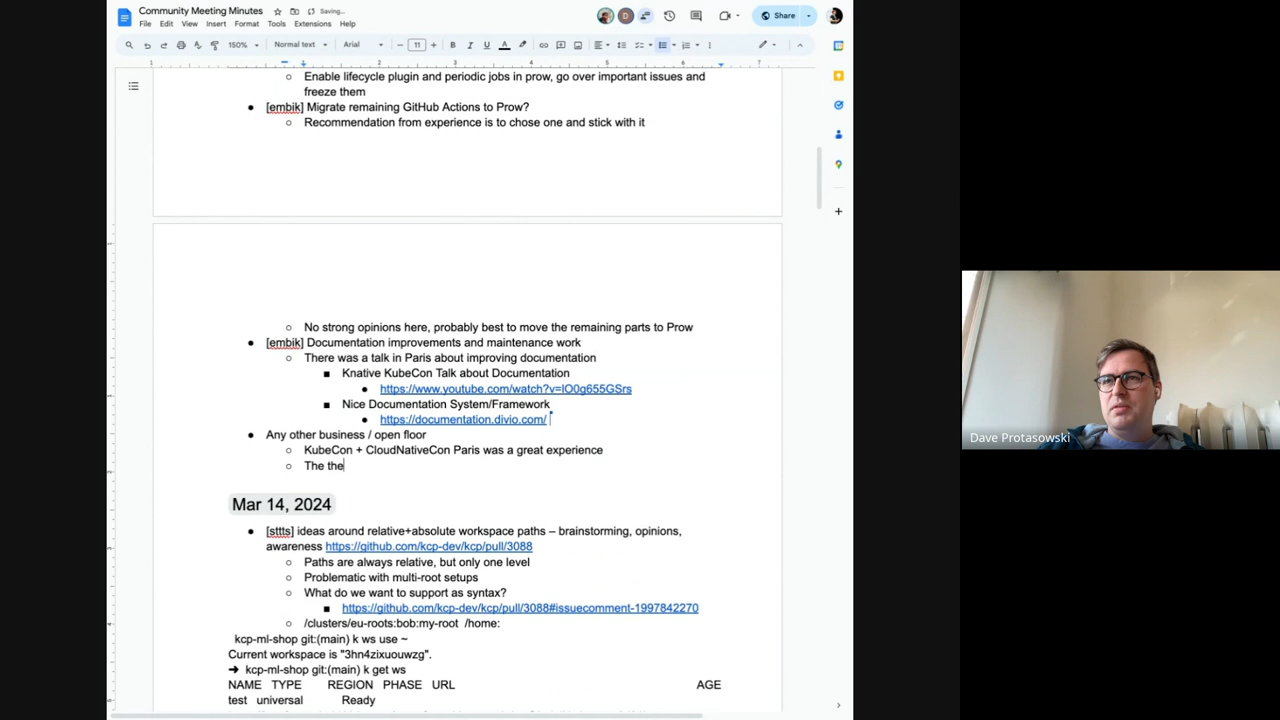 Community Meeting Minutes
Saving...
File Edit View Insert Format Tools Extensions Help
D
Share
150%
Normal text
Arial
11
B I U A
1 1 2 3 4 5 6 7
Enable lifecycle plugin and periodic jobs in prow, go over important issues and
freeze them
[embik] Migrate remaining GitHub Actions to Prow?
Recommendation from experience is to chose one and stick with it
No strong opinions here, probably best to move the remaining parts to Prow
[embik] Documentation improvements and maintenance work
There was a talk in Paris about improving documentation
Knative KubeCon Talk about Documentation
https://www.youtube.com/watch?v=lO0g655GSrs
Nice Documentation System/Framework
https://documentation.divio.com/
Any other business / open floor
KubeCon + CloudNativeCon Paris was a great experience
The the
Mar 14, 2024
[sttts] ideas around relative+absolute workspace paths – brainstorming, opinions,
awareness https://github.com/kcp-dev/kcp/pull/3088
Paths are always relative, but only one level
Problematic with multi-root setups
What do we want to support as syntax?
https://github.com/kcp-dev/kcp/pull/3088#issuecomment-1997842270
/clusters/eu-roots:bob:my-root /home:
kcp-ml-shop git:(main) k ws use ~
Current workspace is "3hn4zixuouwzg".
➜ kcp-ml-shop git:(main) k get ws
NAME TYPE REGION PHASE URL AGE
test universal Ready
Dave Protasowski